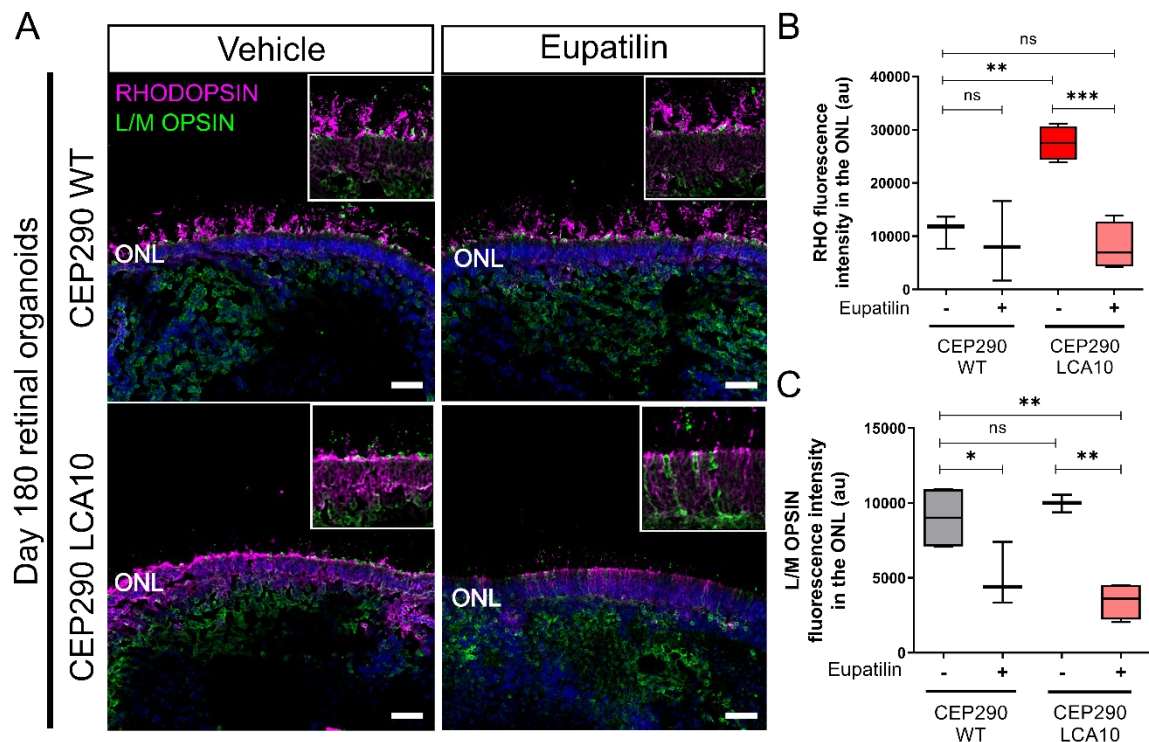 A
Vehicle
Eupatilin
Day 180 retinal organoids
CEP290 WT
RHODOPSIN
L/M OPSIN
ONL
ONL
CEP290 LCA10
ONL
ONL
B
ns
**
ns
***
RHO fluorescence
intensity in the ONL (au)
40000
30000
20000
10000
0
Eupatilin - + - +
CEP290 CEP290
WT LCA10
C
**
ns
* **
L/M OPSIN
fluorescence intensity
in the ONL (au)
15000
10000
5000
0
Eupatilin - + - +
CEP290 CEP290
WT LCA10